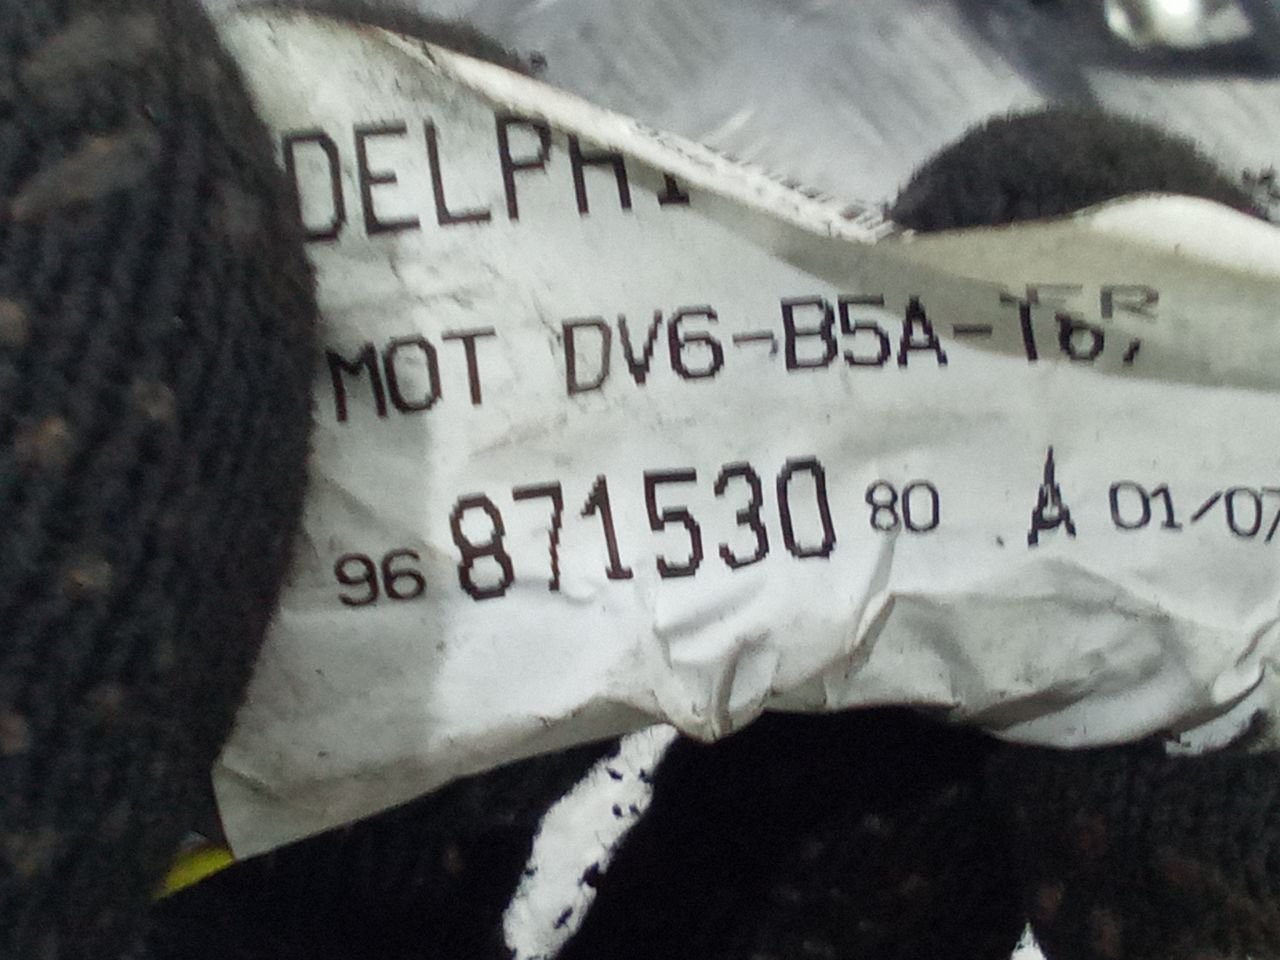 DELPHI
MOT DV6-B5A-
96 871530 80 A 01/07